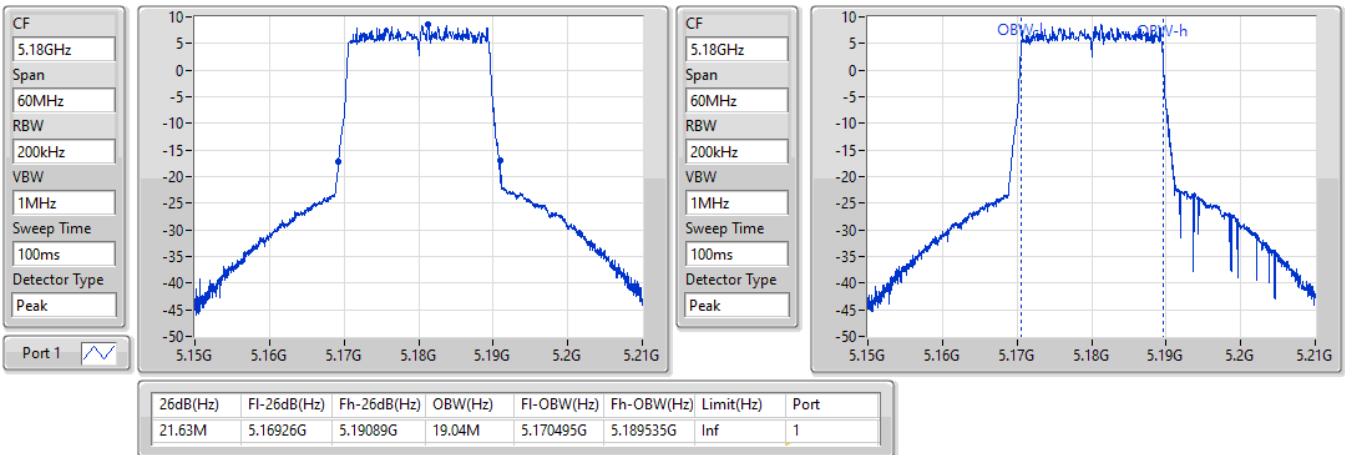 CF
5.18GHz
Span
60MHz
RBW
200kHz
VBW
1MHz
Sweep Time
100ms
Detector Type
Peak
Port 1
10
5
0
-5
-10
-15
-20
-25
-30
-35
-40
-45
-50
5.15G 5.16G 5.17G 5.18G 5.19G 5.2G 5.21G
CF
5.18GHz
Span
60MHz
RBW
200kHz
VBW
1MHz
Sweep Time
100ms
Detector Type
Peak
OBW-l OBW-h
10
5
0
-5
-10
-15
-20
-25
-30
-35
-40
-45
-50
5.15G 5.16G 5.17G 5.18G 5.19G 5.2G 5.21G
26dB(Hz) Fl-26dB(Hz) Fh-26dB(Hz) OBW(Hz) Fl-OBW(Hz) Fh-OBW(Hz) Limit(Hz) Port
21.63M 5.16926G 5.19089G 19.04M 5.170495G 5.189535G Inf 1